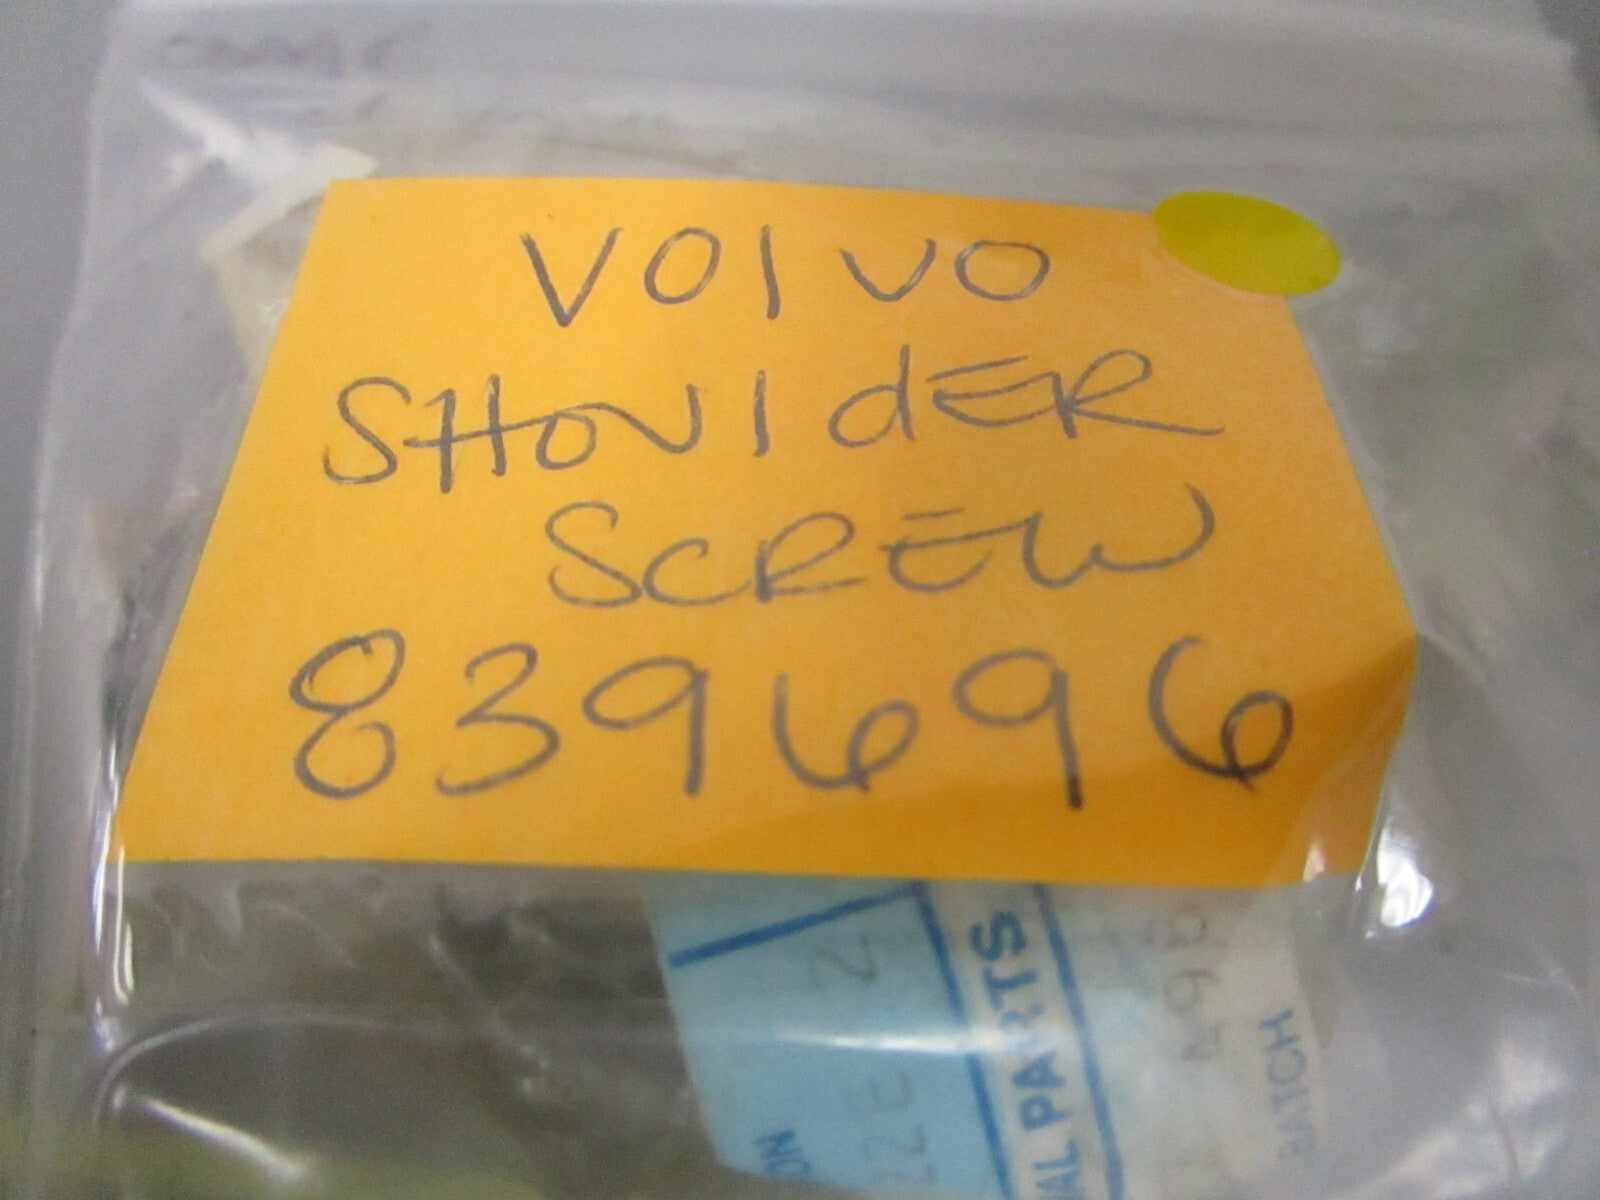 VOlVO
SHOUldER
SCREW
839696
PARTS
BATCH